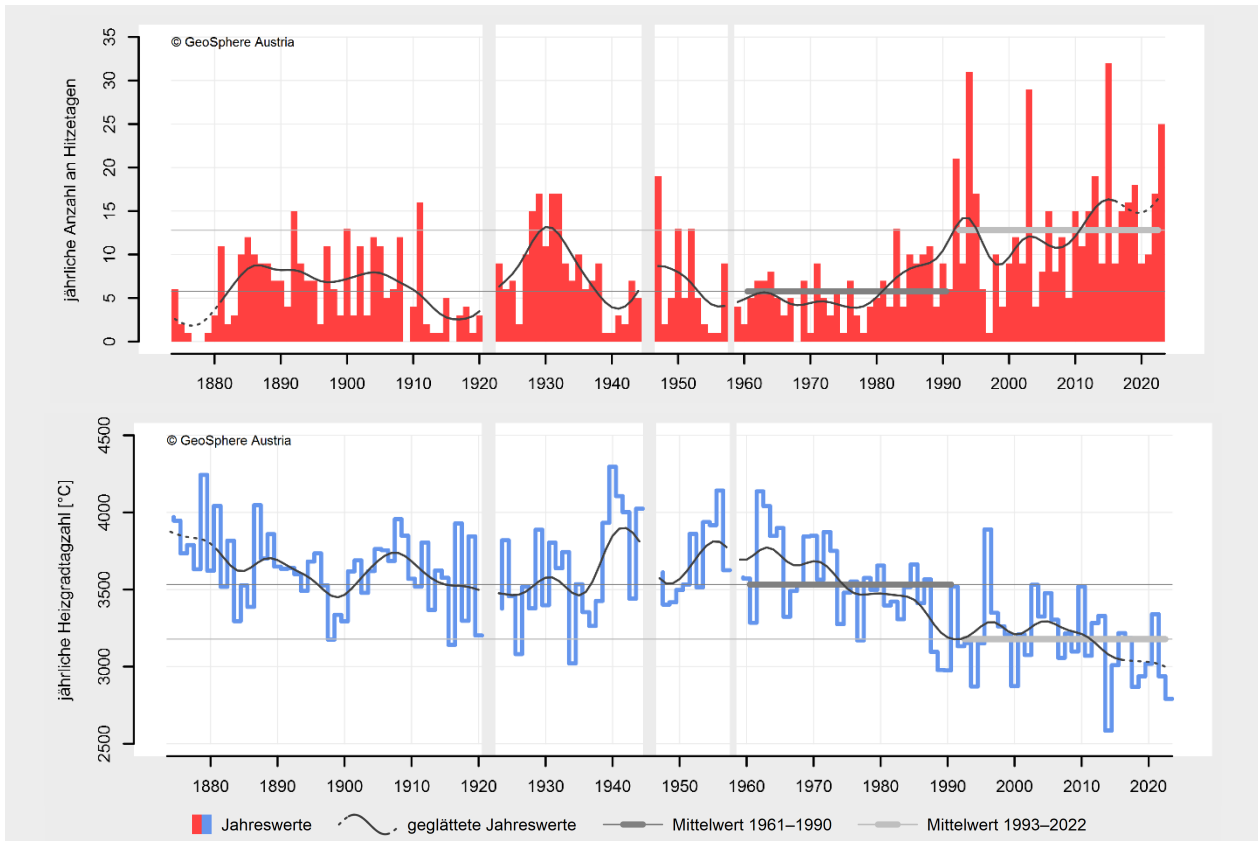 © GeoSphere Austria
jährliche Anzahl an Hitzetagen
35
30
25
20
15
10
5
0
1880 1890 1900 1910 1920 1930 1940 1950 1960 1970 1980 1990 2000 2010 2020
© GeoSphere Austria
jährliche Heizgradtagzahl [°C]
4500
4000
3500
3000
2500
1880 1890 1900 1910 1920 1930 1940 1950 1960 1970 1980 1990 2000 2010 2020
Jahreswerte geglättete Jahreswerte Mittelwert 1961–1990 Mittelwert 1993–2022